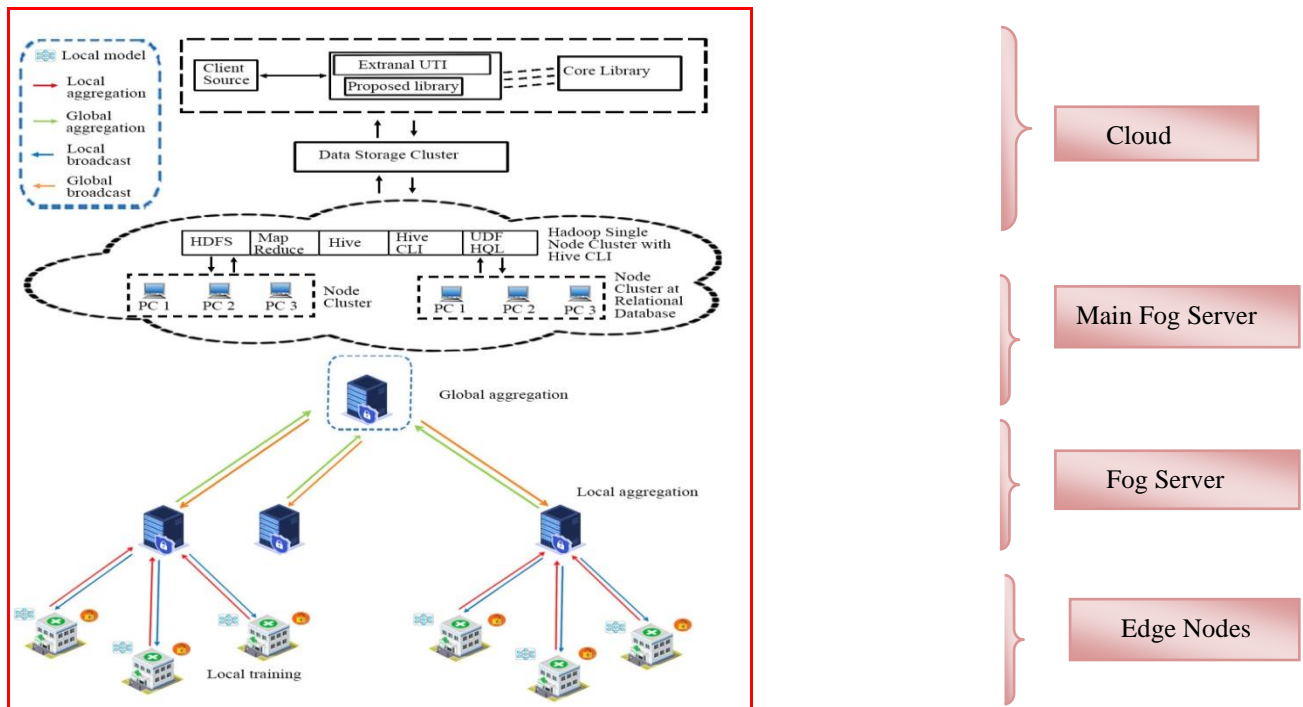 Local model
Local
aggregation
Global
aggregation
Local
broadcast
Global
broadcast
Client
Source
Extranal UTI
Proposed library
Core Library
Data Storage Cluster
HDFS
Map
Reduce
Hive
Hive
CLI
UDF
HQL
Hadoop Single
Node Cluster with
Hive CLI
PC 1
PC 2
PC 3
Node
Cluster
PC 1
PC 2
PC 3
Node
Cluster at
Relational
Database
Global aggregation
Local aggregation
Local training
Cloud
Main Fog Server
Fog Server
Edge Nodes